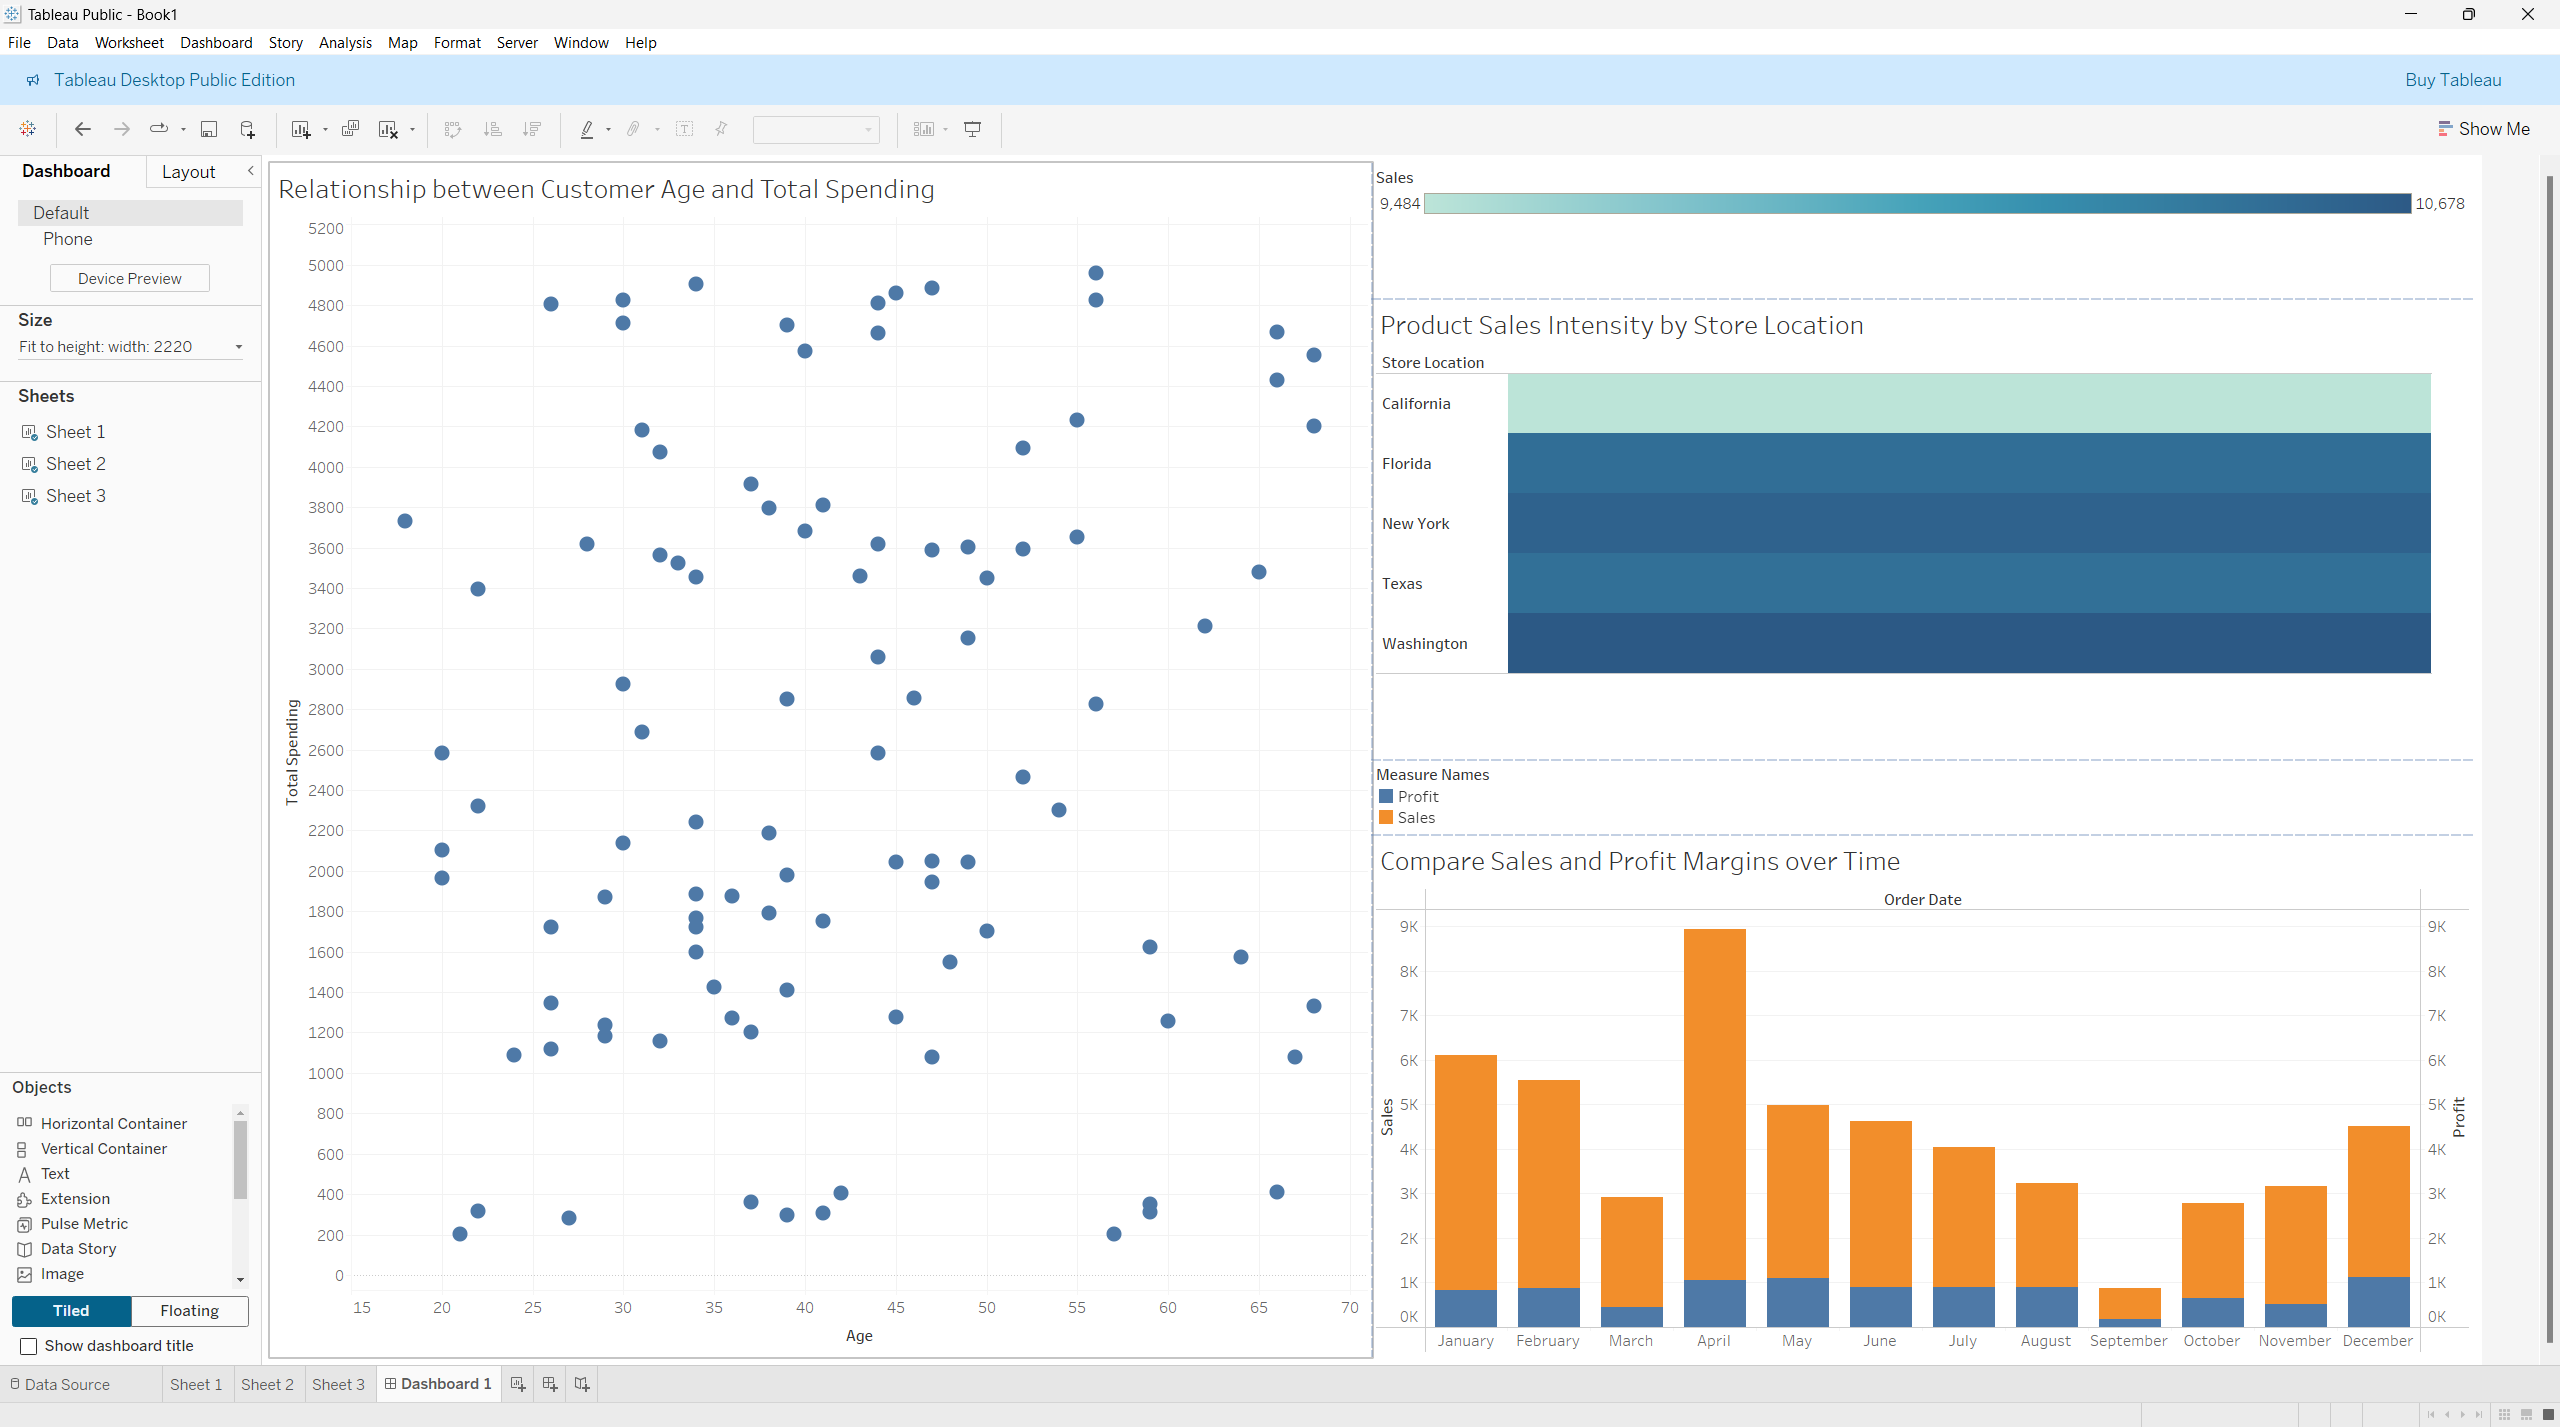 Tableau Public - Book1
File Data Worksheet Dashboard Story Analysis Map Format Server Window Help
Tableau Desktop Public Edition
Buy Tableau
Show Me
Dashboard
Layout
Default
Phone
Device Preview
Size
Fit to height: width: 2220
Sheets
Sheet 1
Sheet 2
Sheet 3
Objects
Horizontal Container
Vertical Container
Text
Extension
Pulse Metric
Data Story
Image
Tiled Floating
Show dashboard title
Relationship between Customer Age and Total Spending
Total Spending
5200
5000
4800
4600
4400
4200
4000
3800
3600
3400
3200
3000
2800
2600
2400
2200
2000
1800
1600
1400
1200
1000
800
600
400
200
0
15 20 25 30 35 40 45 50 55 60 65 70
Age
Sales
9,484 10,678
Product Sales Intensity by Store Location
Store Location
California
Florida
New York
Texas
Washington
Measure Names
Profit
Sales
Compare Sales and Profit Margins over Time
Order Date
Sales
9K 9K
8K 8K
7K 7K
6K 6K
5K 5K
4K 4K
3K 3K
2K 2K
1K 1K
0K 0K
Profit
January February March April May June July August September October November December
Data Source Sheet 1 Sheet 2 Sheet 3 Dashboard 1